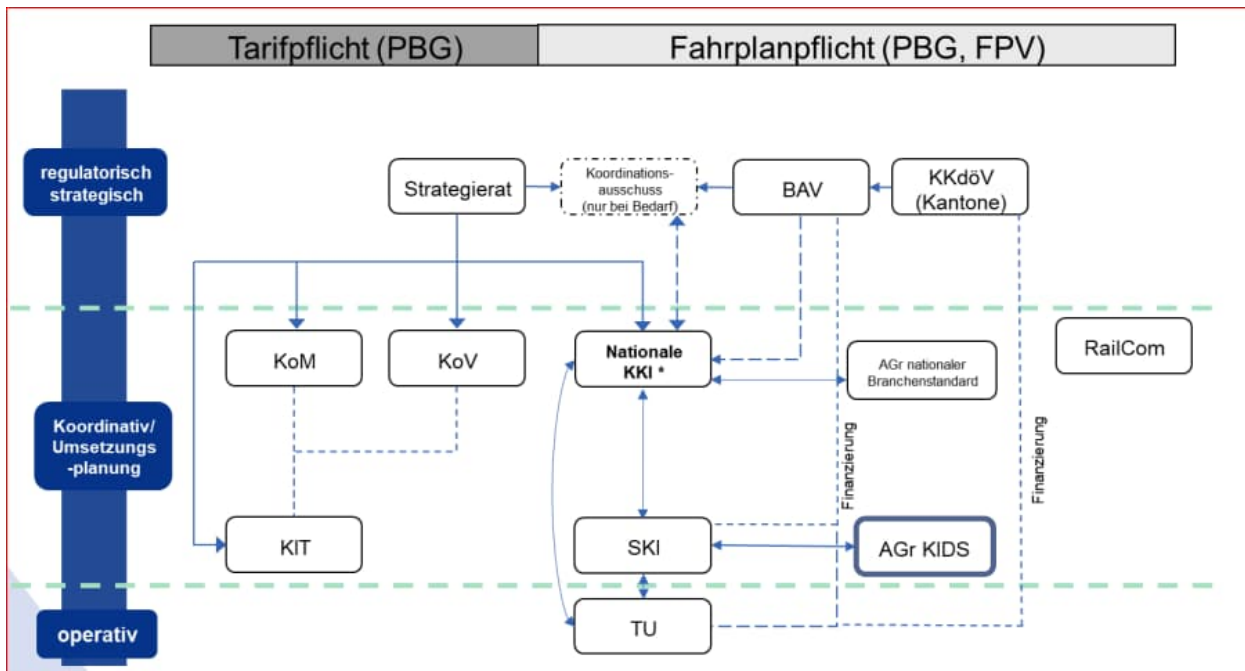 Tarifpflicht (PBG)
Fahrplanpflicht (PBG, FPV)
regulatorisch
strategisch
Strategierat
Koordinations-
ausschuss
(nur bei Bedarf)
BAV
KKdöV
(Kantone)
KoM
KoV
Nationale
KKI *
AGr nationaler
Branchenstandard
RailCom
Koordinativ/
Umsetzungs
-planung
Finanzierung
Finanzierung
KIT
SKI
AGr KIDS
operativ
TU